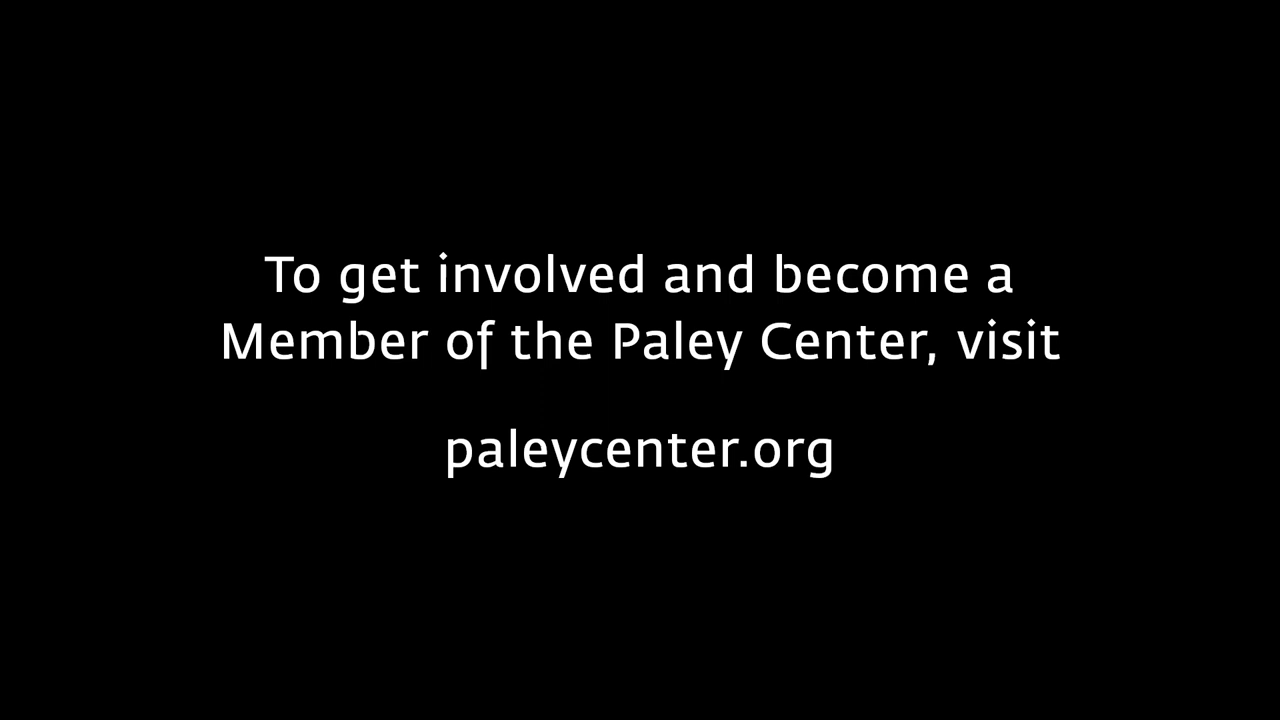 To get involved and become a
Member of the Paley Center, visit
paleycenter.org